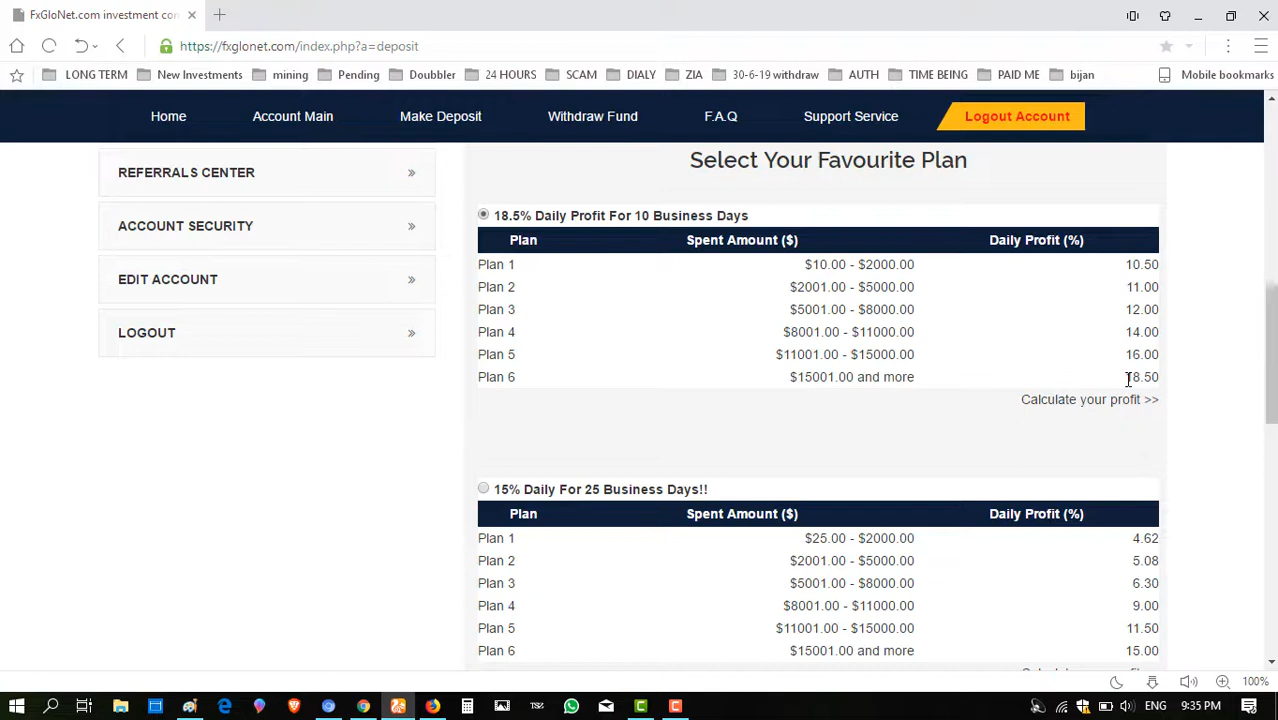 FxGloNet.com investment con
https://fxglonet.com/index.php?a=deposit
LONG TERM New Investments mining Pending Doubbler 24 HOURS SCAM DIALY ZIA 30-6-19 withdraw AUTH TIME BEING PAID ME bijan Mobile bookmarks
Home Account Main Make Deposit Withdraw Fund F.A.Q Support Service Logout Account
REFERRALS CENTER »
ACCOUNT SECURITY »
EDIT ACCOUNT »
LOGOUT »
Select Your Favourite Plan
18.5% Daily Profit For 10 Business Days
Plan Spent Amount ($) Daily Profit (%)
Plan 1 $10.00 - $2000.00 10.50
Plan 2 $2001.00 - $5000.00 11.00
Plan 3 $5001.00 - $8000.00 12.00
Plan 4 $8001.00 - $11000.00 14.00
Plan 5 $11001.00 - $15000.00 16.00
Plan 6 $15001.00 and more 18.50
Calculate your profit >>
15% Daily For 25 Business Days!!
Plan Spent Amount ($) Daily Profit (%)
Plan 1 $25.00 - $2000.00 4.62
Plan 2 $2001.00 - $5000.00 5.08
Plan 3 $5001.00 - $8000.00 6.30
Plan 4 $8001.00 - $11000.00 9.00
Plan 5 $11001.00 - $15000.00 11.50
Plan 6 $15001.00 and more 15.00
100%
9:35 PM